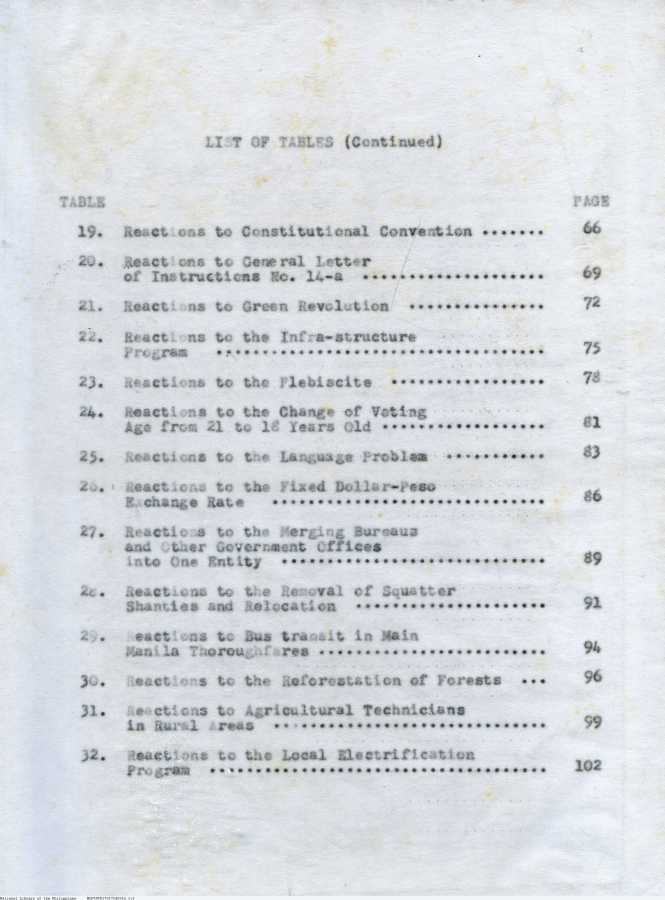 LIST OF TABLES (Continued)
TABLE PAGE
19. Reactions to Constitutional Convention ....... 66
20. Reactions to General Letter
of Instructions No. 14-a .................... 69
21. Reactions to Green Revolution ............... 72
22. Reactions to the Infra-structure
Program .................................... 75
23. Reactions to the Plebiscite ................. 78
24. Reactions to the Change of Voting
Age from 21 to 18 Years Old .................. 81
25. Reactions to the Language Problem ........... 83
26. Reactions to the Fixed Dollar-Peso
Exchange Rate .............................. 86
27. Reactions to the Merging Bureaus
and Other Government Offices
into One Entity ............................. 89
28. Reactions to the Removal of Squatter
Shanties and Relocation ..................... 91
29. Reactions to Bus transit in Main
Manila Thoroughfares ......................... 94
30. Reactions to the Reforestation of Forests ... 96
31. Reactions to Agricultural Technicians
in Rural Areas .............................. 99
32. Reactions to the Local Electrification
Program ..................................... 102
National Library of the Philippines